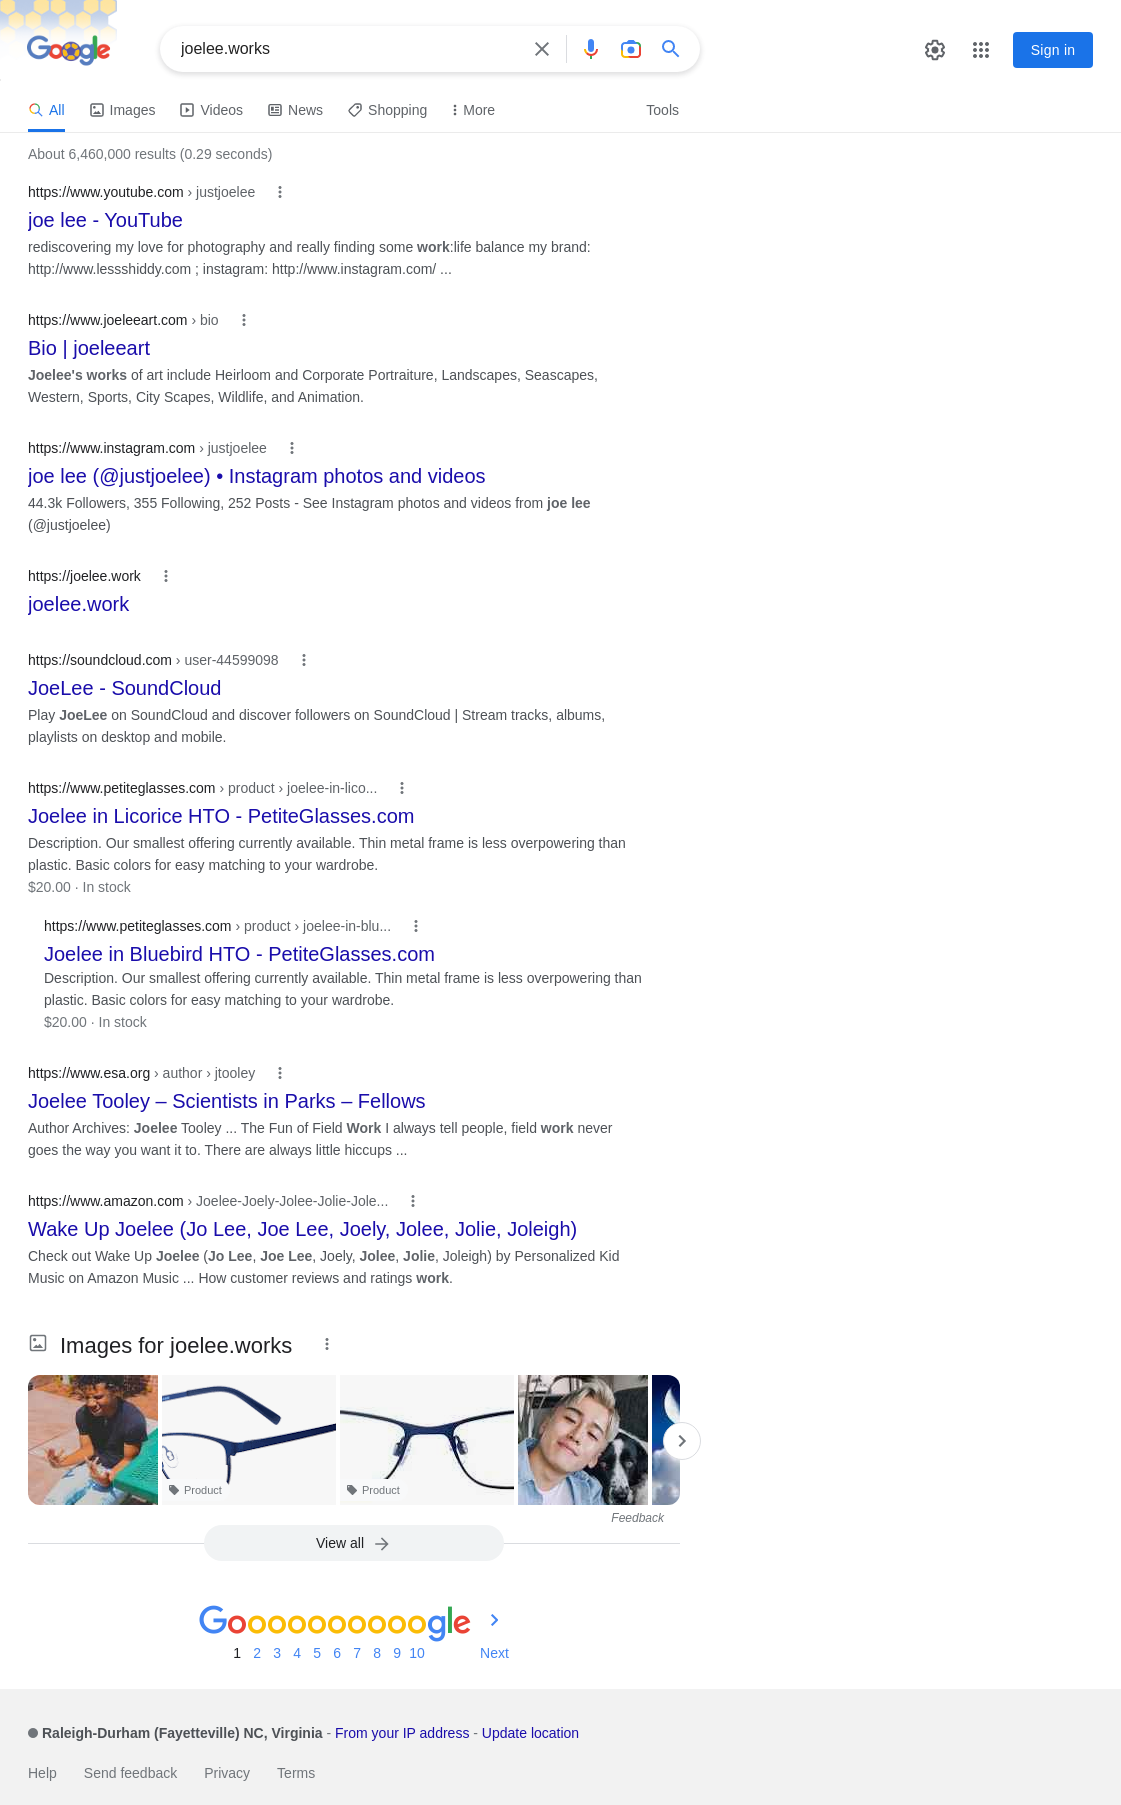 Google
joelee.works
Sign in
All
Images
Videos
News
Shopping
More
Tools
About 6,460,000 results (0.29 seconds)
https://www.youtube.com › justjoelee
joe lee - YouTube
rediscovering my love for photography and really finding some work:life balance my brand:
http://www.lessshiddy.com ; instagram: http://www.instagram.com/ ...
https://www.joeleeart.com › bio
Bio | joeleeart
Joelee's works of art include Heirloom and Corporate Portraiture, Landscapes, Seascapes,
Western, Sports, City Scapes, Wildlife, and Animation.
https://www.instagram.com › justjoelee
joe lee (@justjoelee) • Instagram photos and videos
44.3k Followers, 355 Following, 252 Posts - See Instagram photos and videos from joe lee
(@justjoelee)
https://joelee.work
joelee.work
https://soundcloud.com › user-44599098
JoeLee - SoundCloud
Play JoeLee on SoundCloud and discover followers on SoundCloud | Stream tracks, albums,
playlists on desktop and mobile.
https://www.petiteglasses.com › product › joelee-in-lico...
Joelee in Licorice HTO - PetiteGlasses.com
Description. Our smallest offering currently available. Thin metal frame is less overpowering than
plastic. Basic colors for easy matching to your wardrobe.
$20.00 · In stock
https://www.petiteglasses.com › product › joelee-in-blu...
Joelee in Bluebird HTO - PetiteGlasses.com
Description. Our smallest offering currently available. Thin metal frame is less overpowering than
plastic. Basic colors for easy matching to your wardrobe.
$20.00 · In stock
https://www.esa.org › author › jtooley
Joelee Tooley – Scientists in Parks – Fellows
Author Archives: Joelee Tooley ... The Fun of Field Work I always tell people, field work never
goes the way you want it to. There are always little hiccups ...
https://www.amazon.com › Joelee-Joely-Jolee-Jolie-Jole...
Wake Up Joelee (Jo Lee, Joe Lee, Joely, Jolee, Jolie, Joleigh)
Check out Wake Up Joelee (Jo Lee, Joe Lee, Joely, Jolee, Jolie, Joleigh) by Personalized Kid
Music on Amazon Music ... How customer reviews and ratings work.
Images for joelee.works
Product
Product
Feedback
View all
Goooooooooogle
1 2 3 4 5 6 7 8 9 10 Next
Raleigh-Durham (Fayetteville) NC, Virginia - From your IP address - Update location
Help Send feedback Privacy Terms